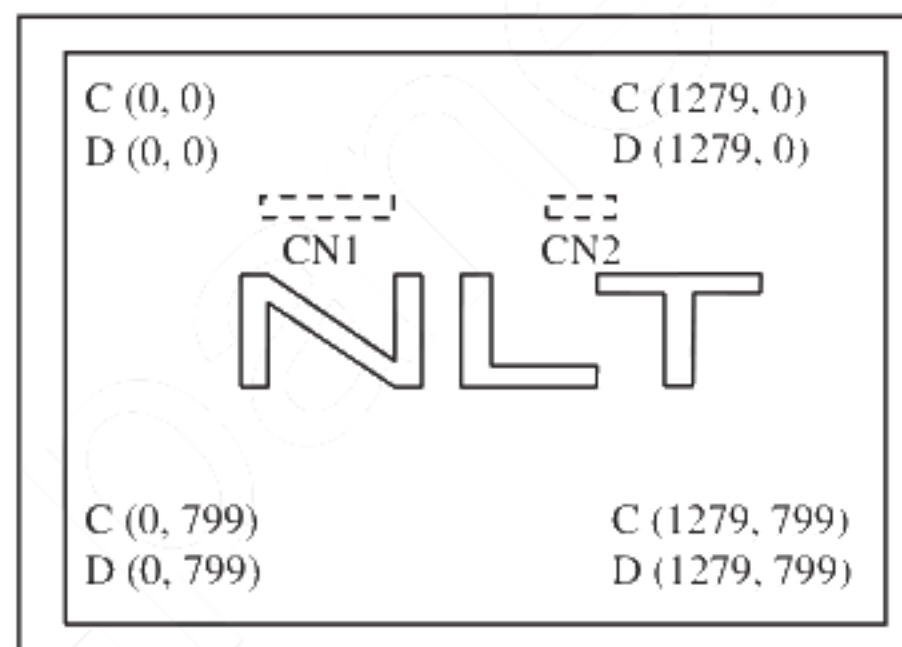 C (0, 0) C (1279, 0)
D (0, 0) D (1279, 0)
CN1 CN2
NLT
C (0, 799) C (1279, 799)
D (0, 799) D (1279, 799)